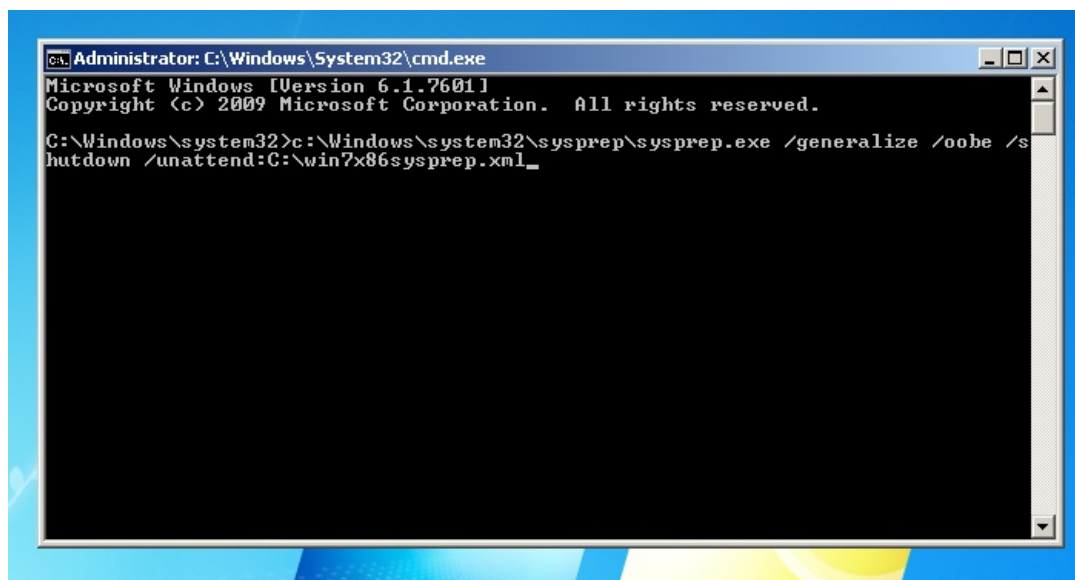 Administrator: C:\Windows\System32\cmd.exe
Microsoft Windows [Version 6.1.7601]
Copyright (c) 2009 Microsoft Corporation.  All rights reserved.
C:\Windows\system32>c:\Windows\system32\sysprep\sysprep.exe /generalize /oobe /s
hutdown /unattend:C:\win7x86sysprep.xml_